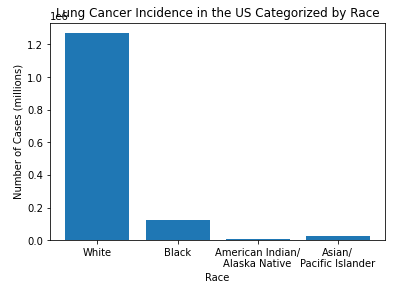 Lung Cancer Incidence in the US Categorized by Race
1e6
1.2
1.0
0.8
0.6
0.4
0.2
0.0
Number of Cases (millions)
White
Black
American Indian/
Alaska Native
Asian/
Pacific Islander
Race